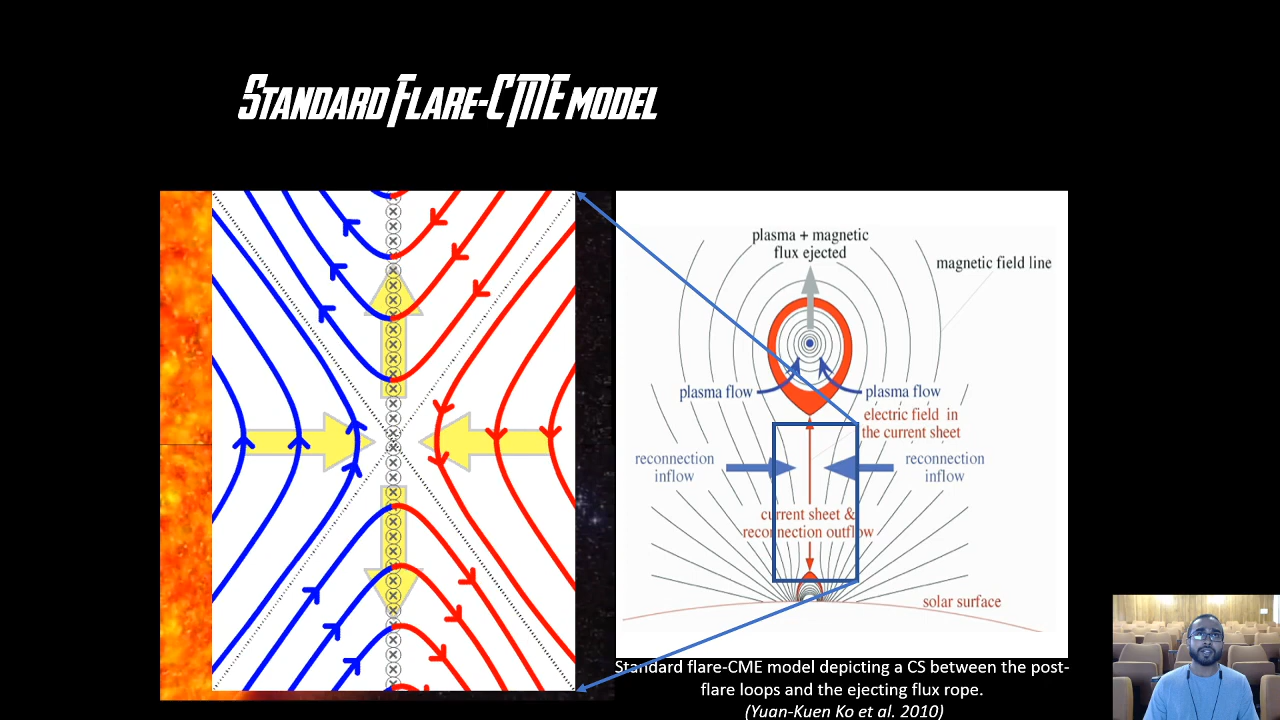 Standard Flare-CME model
plasma + magnetic
flux ejected
magnetic field line
plasma flow
plasma flow
electric field in
the current sheet
reconnection
inflow
reconnection
inflow
current sheet &
reconnection outflow
solar surface
Standard flare-CME model depicting a CS between the post-
flare loops and the ejecting flux rope.
(Yuan-Kuen Ko et al. 2010)